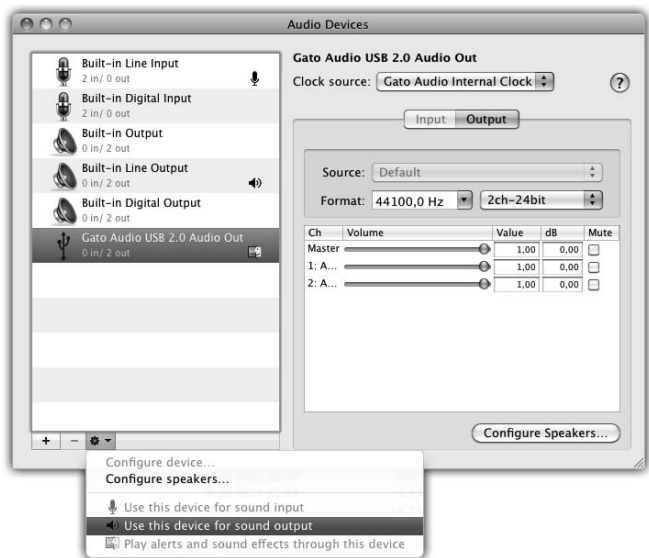 Audio Devices
Built-in Line Input
2 in/ 0 out
Built-in Digital Input
2 in/ 0 out
Built-in Output
0 in/ 2 out
Built-in Line Output
0 in/ 2 out
Built-in Digital Output
0 in/ 2 out
Gato Audio USB 2.0 Audio Out
0 in/ 2 out
Gato Audio USB 2.0 Audio Out
Clock source: Gato Audio Internal Clock ?
Input Output
Source: Default
Format: 44100,0 Hz 2ch-24bit
Ch Volume Value dB Mute
Master 1,00 0,00
1: A... 1,00 0,00
2: A... 1,00 0,00
Configure Speakers...
+ −
Configure device...
Configure speakers...
Use this device for sound input
Use this device for sound output
Play alerts and sound effects through this device